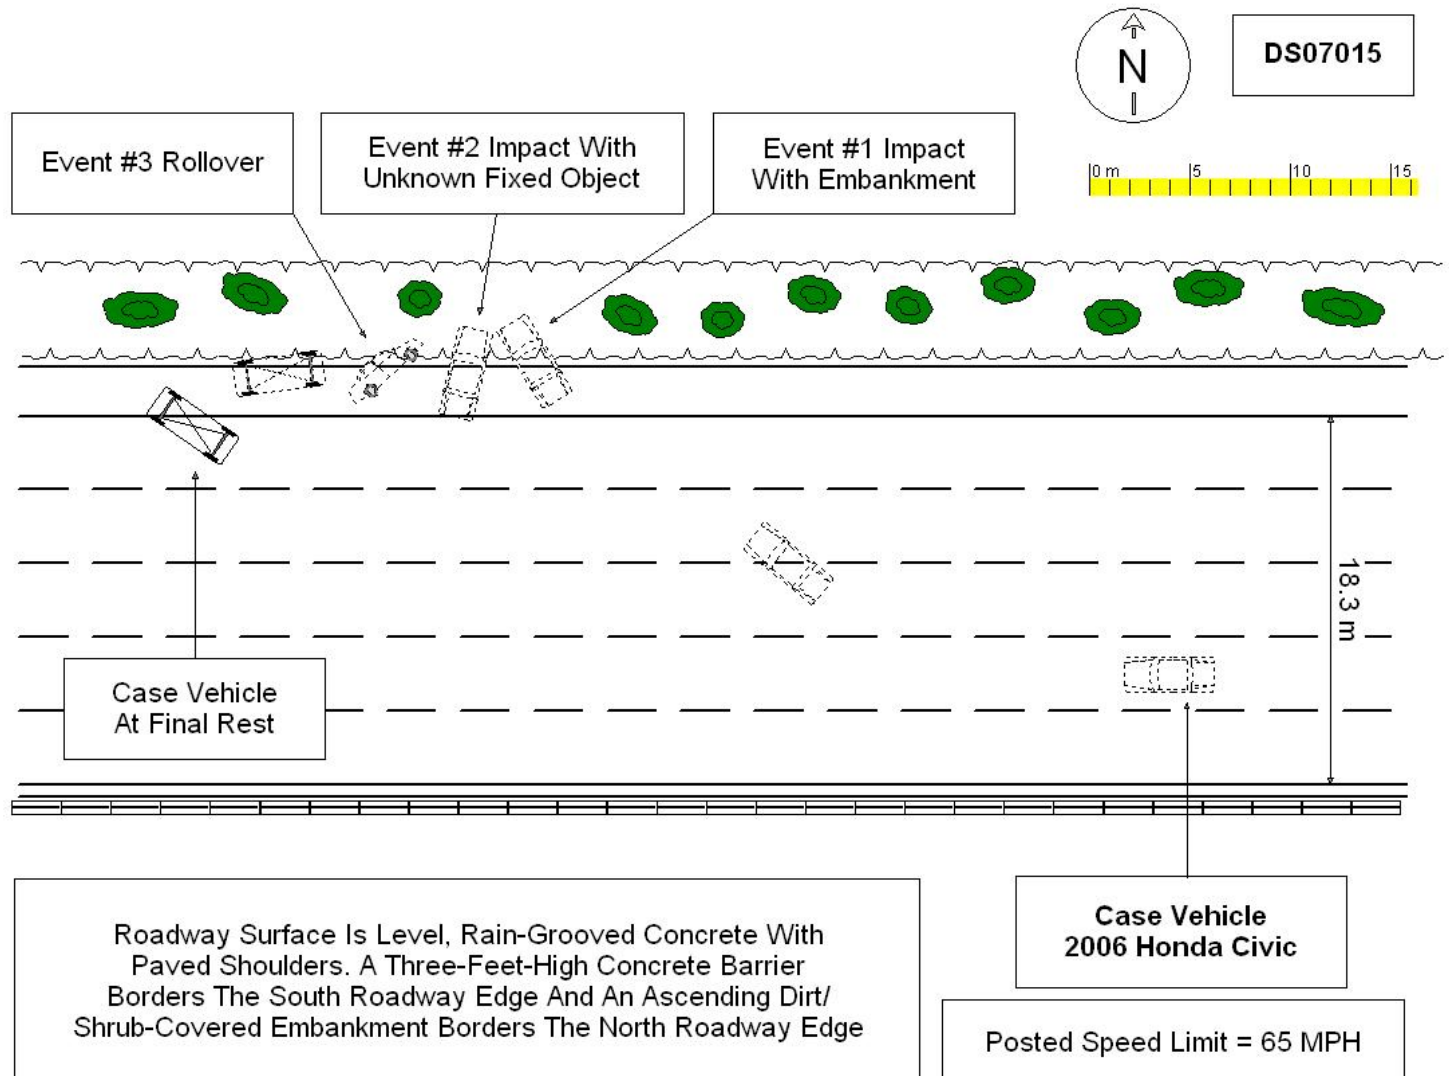 DS07015
N
Event #3 Rollover
Event #2 Impact With
Unknown Fixed Object
Event #1 Impact
With Embankment
0 m
5
10
15
18.3 m
Case Vehicle
At Final Rest
Case Vehicle
2006 Honda Civic
Roadway Surface Is Level, Rain-Grooved Concrete With
Paved Shoulders. A Three-Feet-High Concrete Barrier
Borders The South Roadway Edge And An Ascending Dirt/
Shrub-Covered Embankment Borders The North Roadway Edge
Posted Speed Limit = 65 MPH